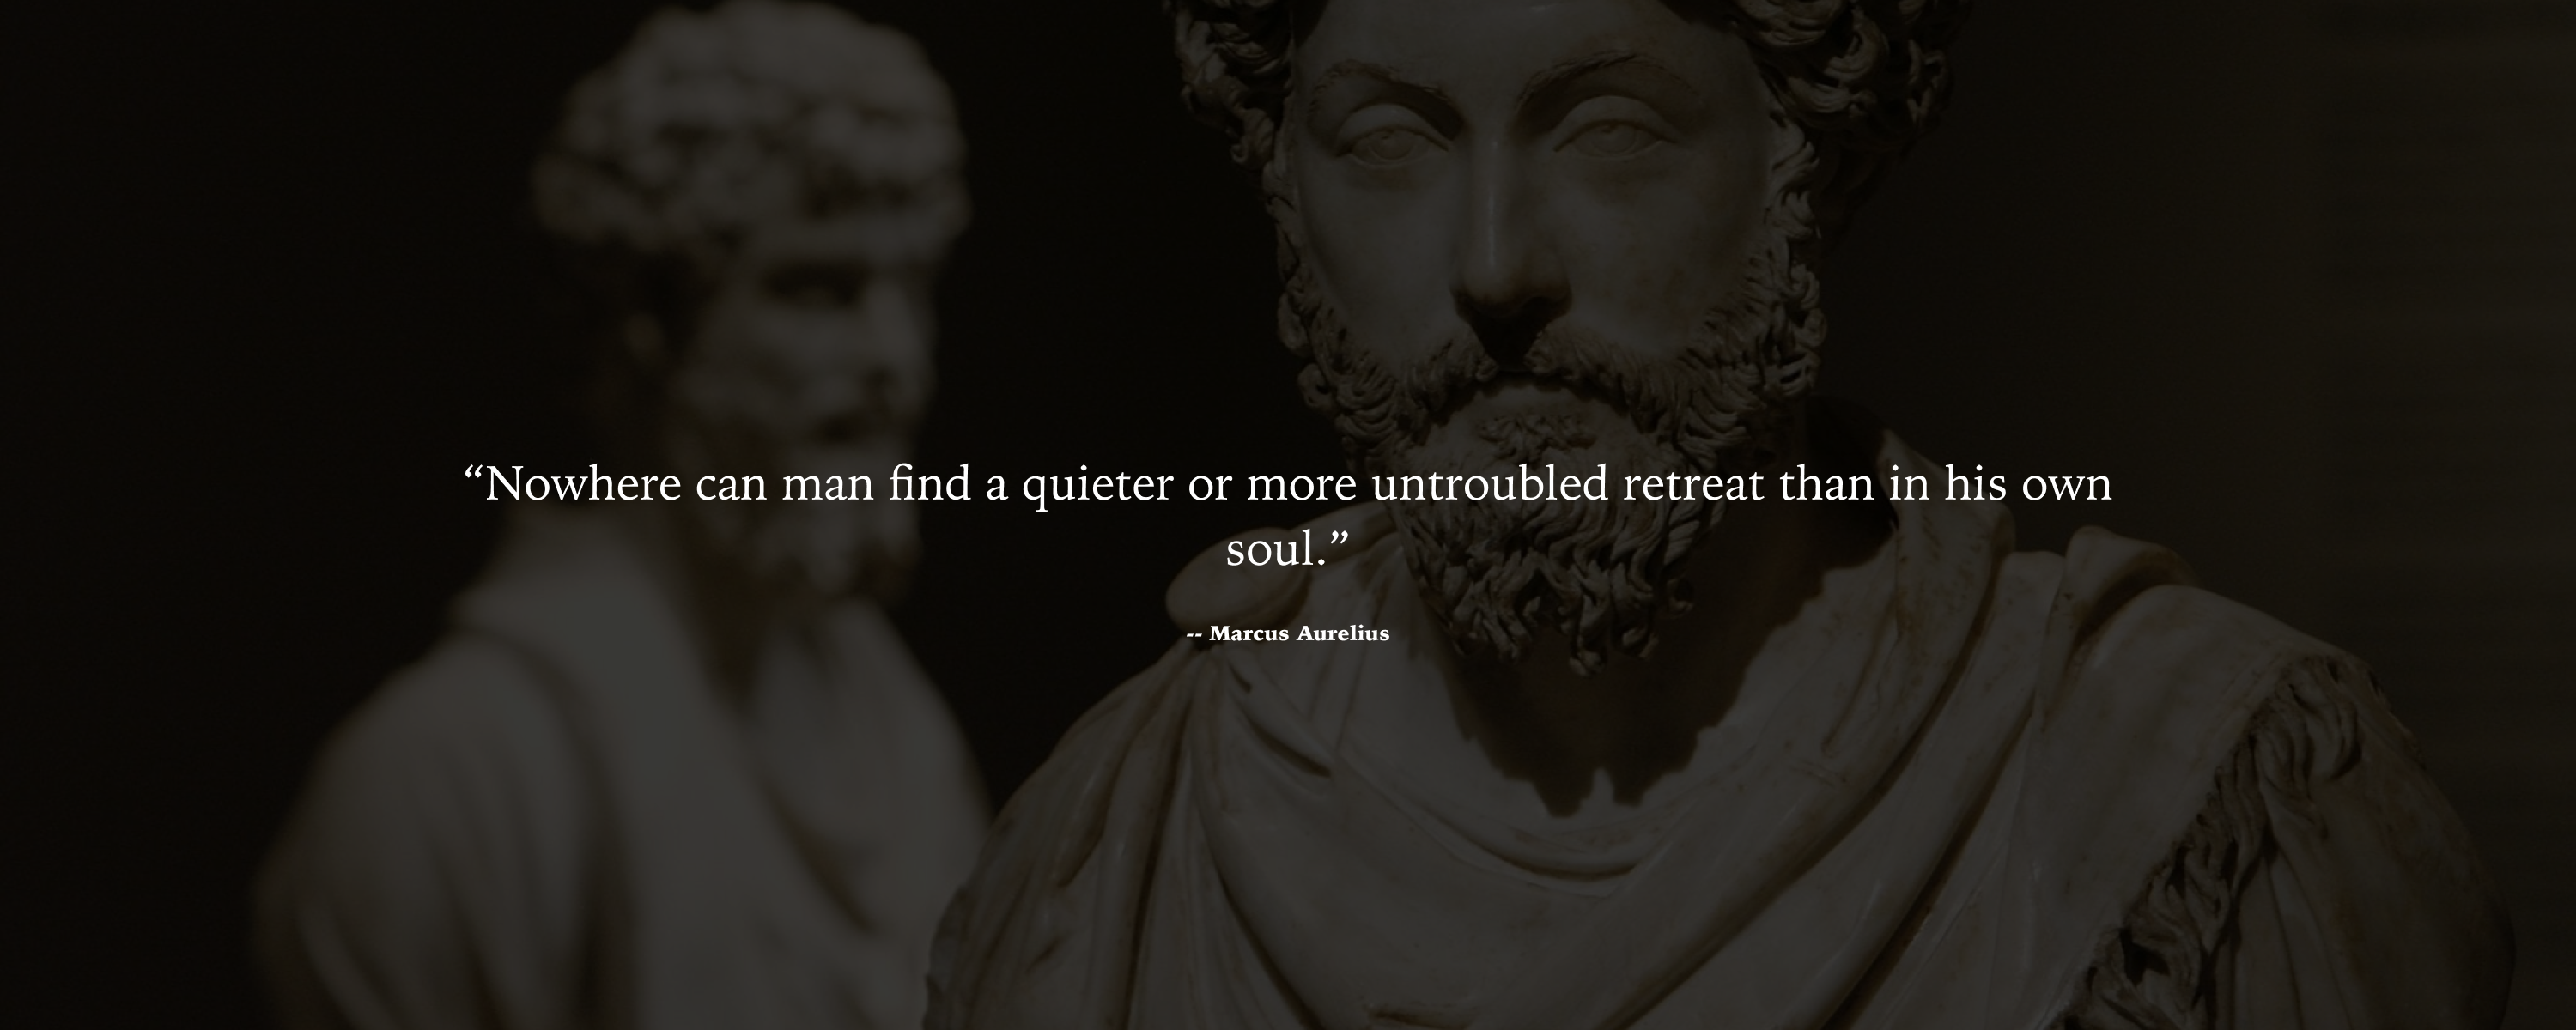 “Nowhere can man find a quieter or more untroubled retreat than in his own
soul.”
-- Marcus Aurelius